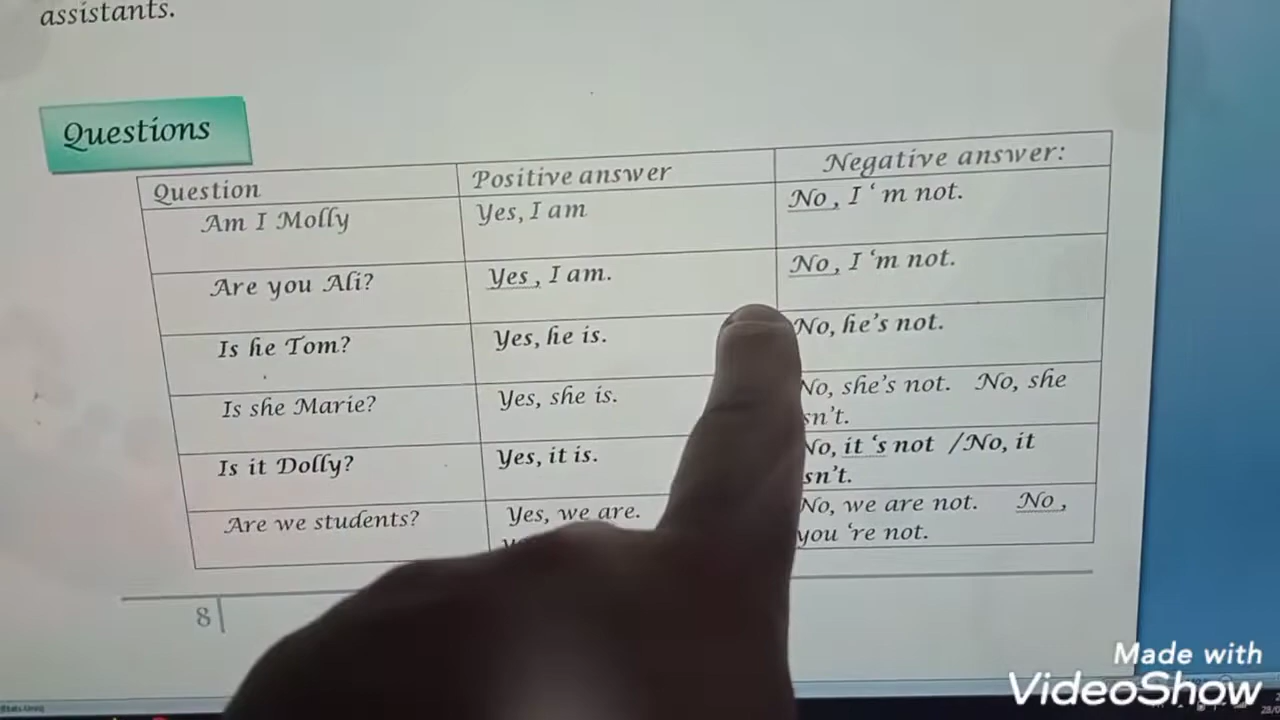 assistants.
Questions
Question Positive answer Negative answer:
Am I Molly Yes, I am No , I ‘ m not.
Are you Ali? Yes , I am. No , I ‘m not.
Is he Tom? Yes, he is. No, he’s not.
Is she Marie? Yes, she is. No, she’s not. No, she
sn’t.
Is it Dolly? Yes, it is. No, it ‘s not /No, it
sn’t.
Are we students? Yes, we are. No, we are not. No ,
you ‘re not.
8
Made with
VideoShow